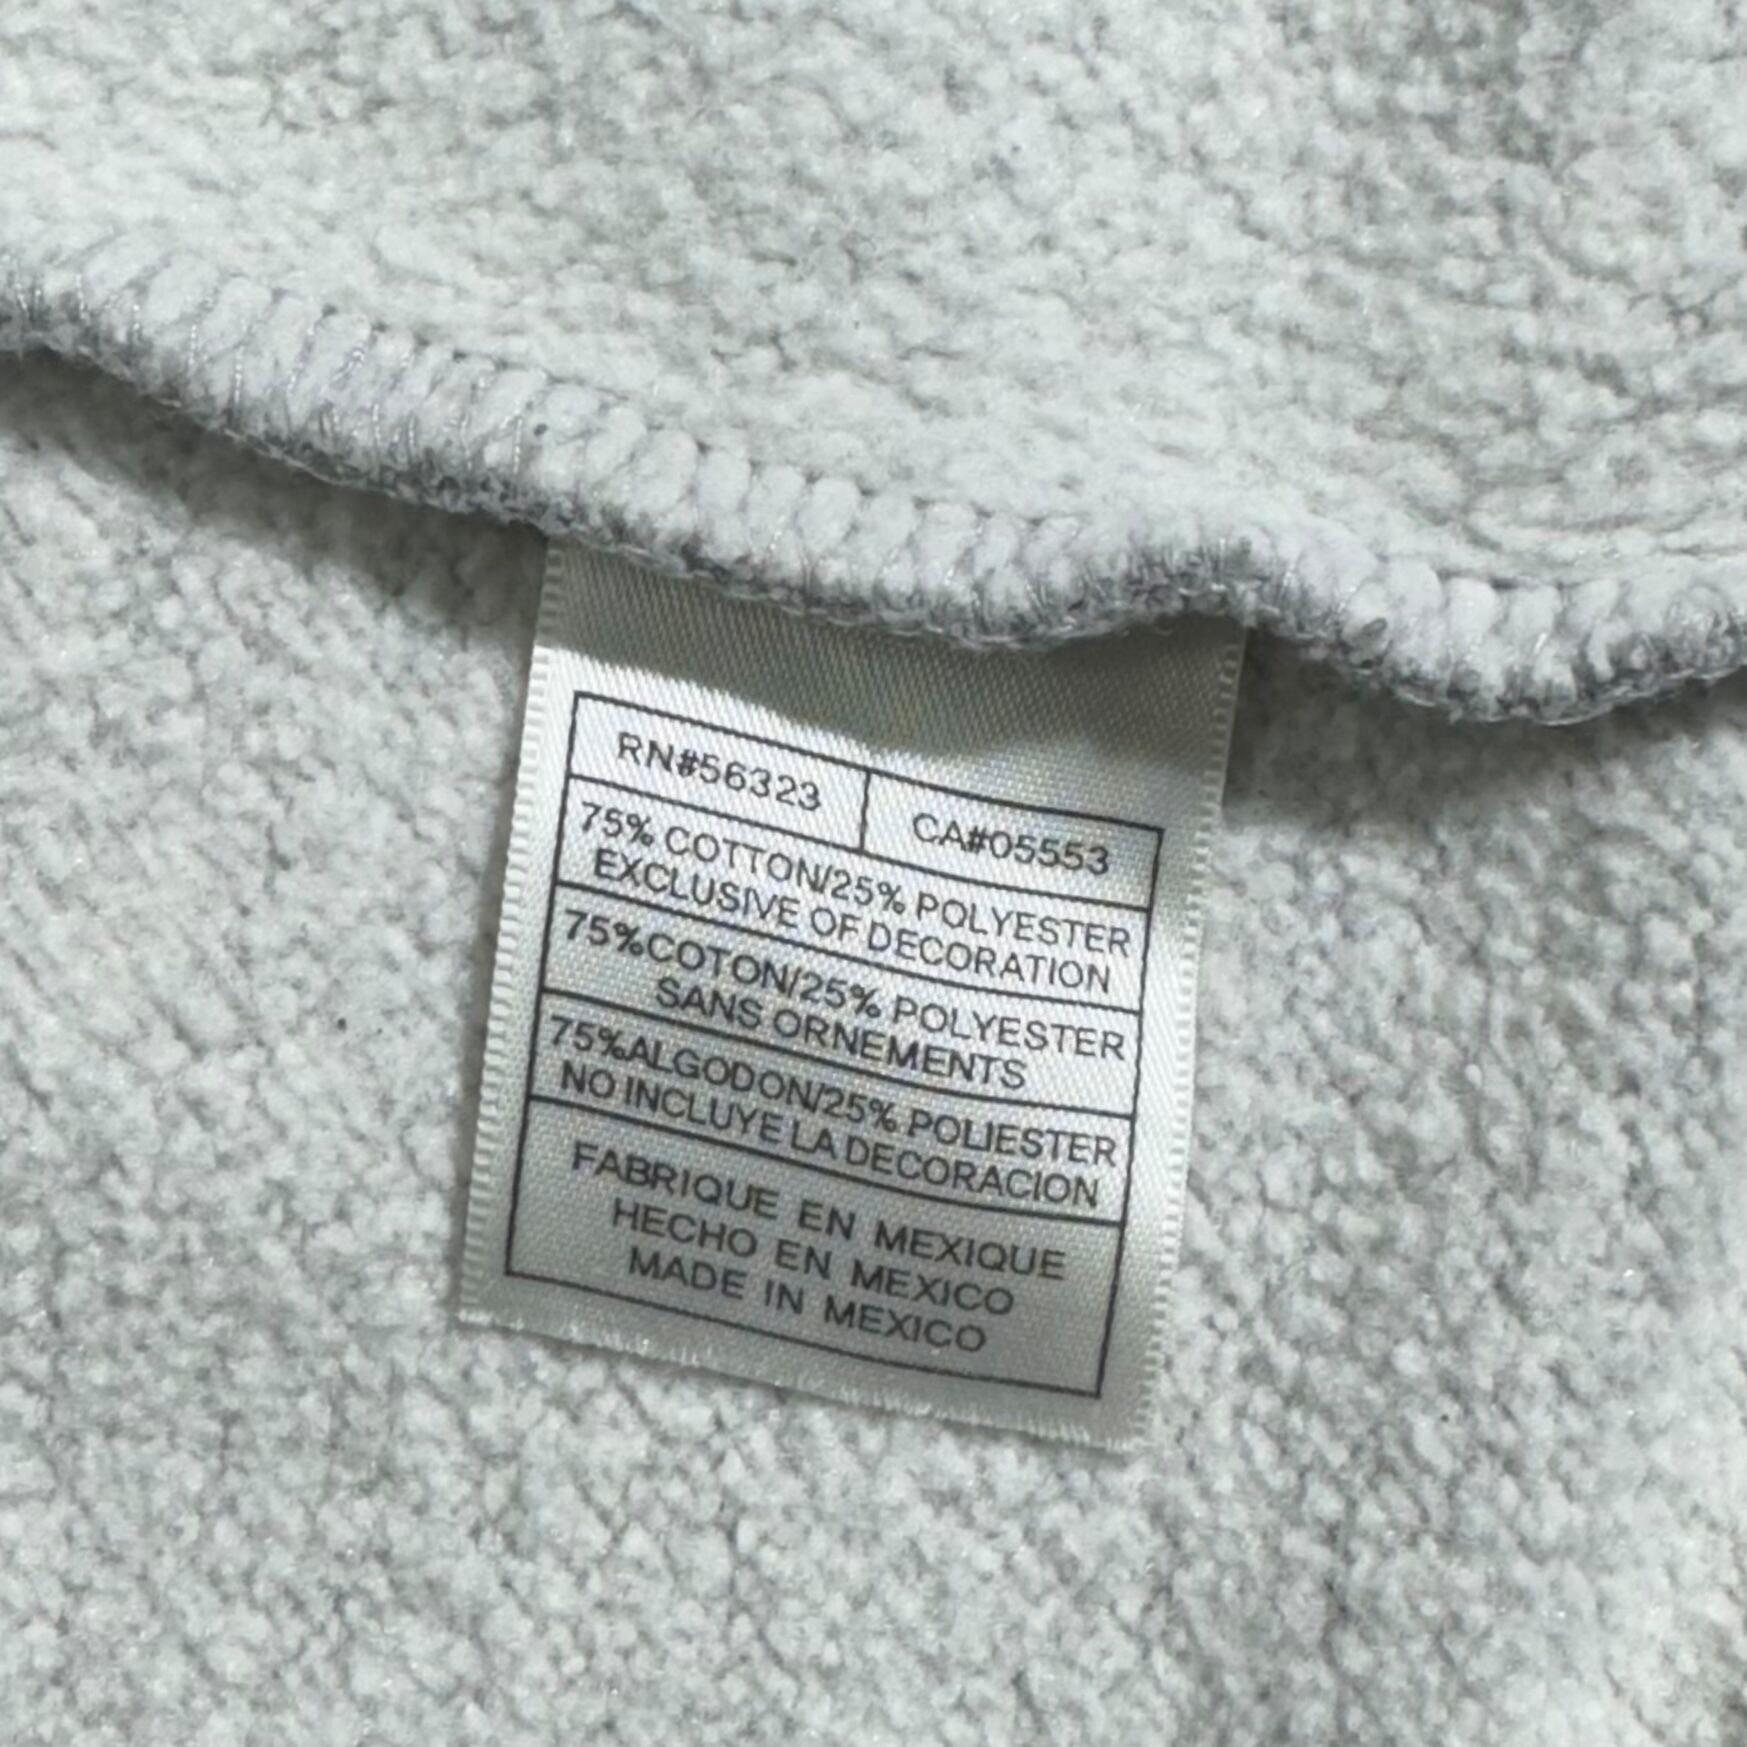 RN#56323 CA#05553
75% COTTON/25% POLYESTER
EXCLUSIVE OF DECORATION
75%COTON/25% POLYESTER
SANS ORNEMENTS
75%ALGODON/25% POLIESTER
NO INCLUYE LA DECORACION
FABRIQUE EN MEXIQUE
HECHO EN MEXICO
MADE IN MEXICO